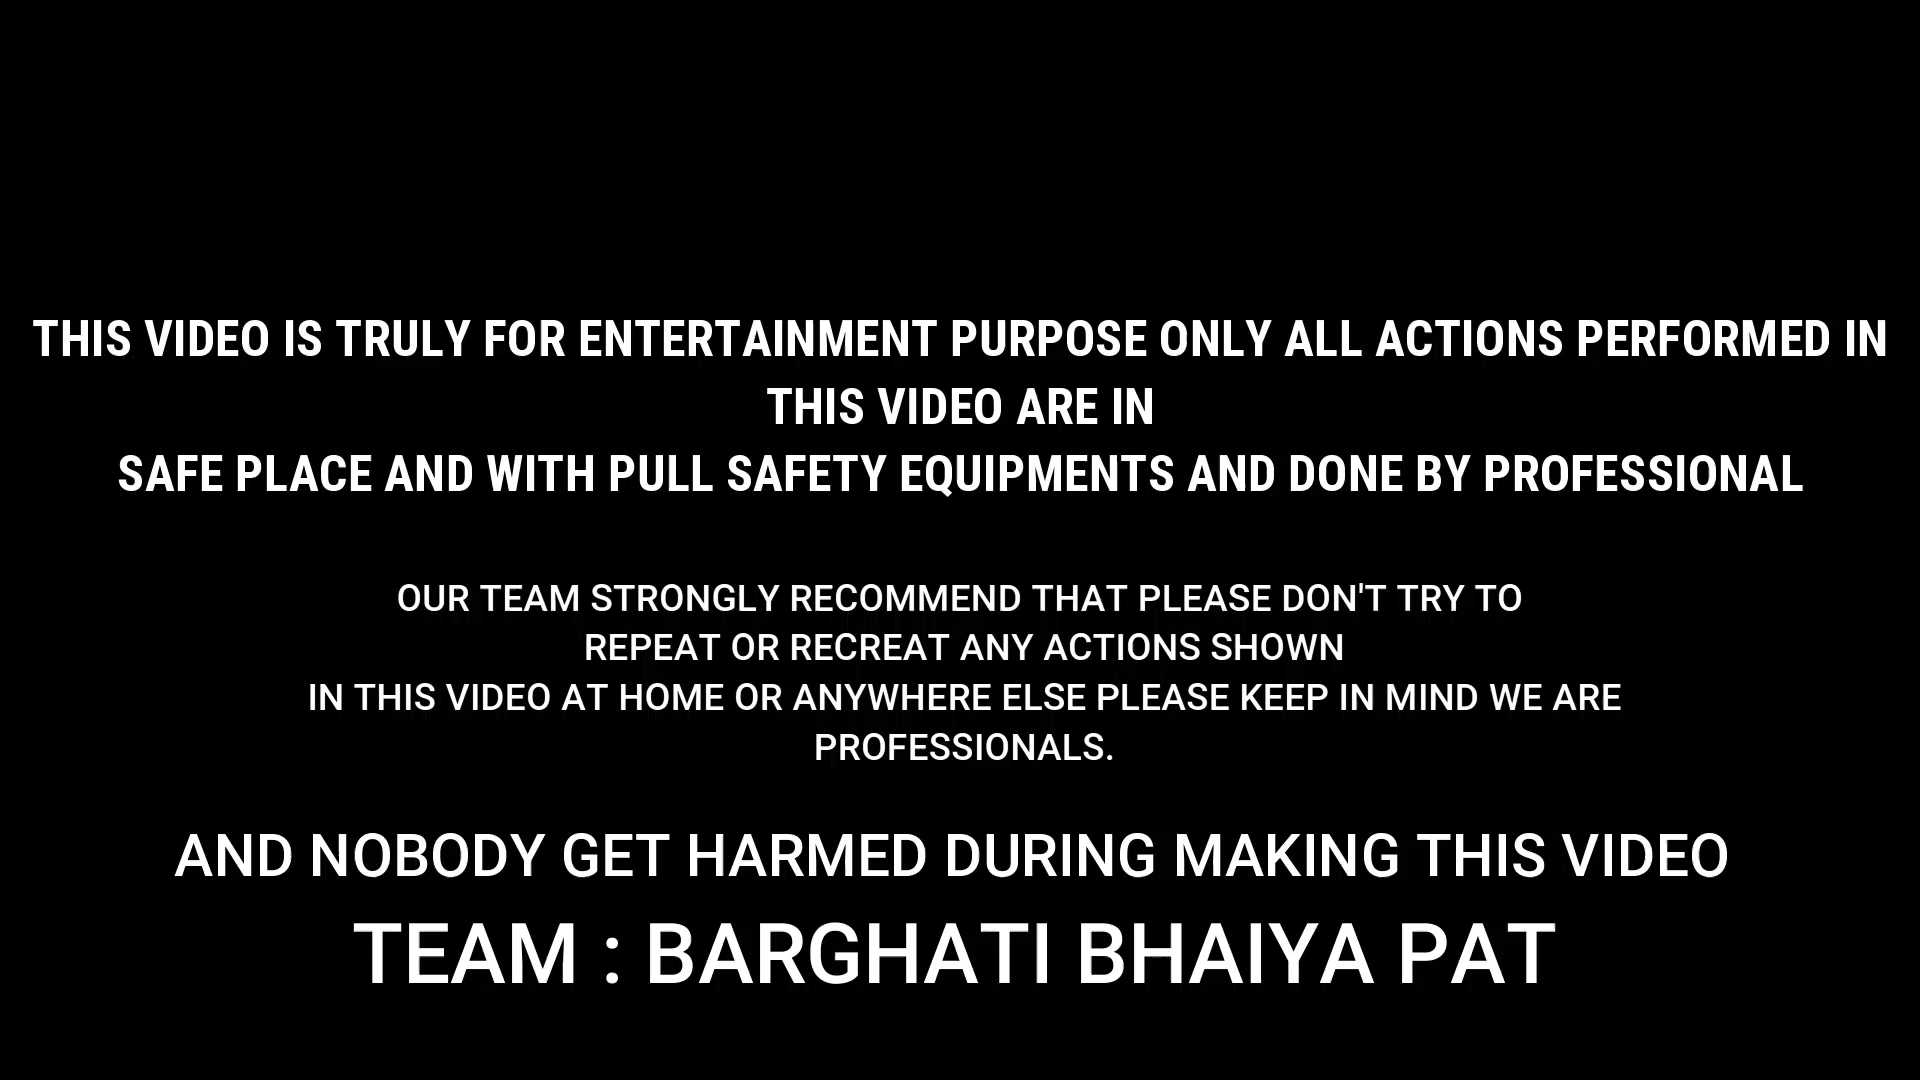 THIS VIDEO IS TRULY FOR ENTERTAINMENT PURPOSE ONLY ALL ACTIONS PERFORMED IN
THIS VIDEO ARE IN
SAFE PLACE AND WITH PULL SAFETY EQUIPMENTS AND DONE BY PROFESSIONAL
OUR TEAM STRONGLY RECOMMEND THAT PLEASE DON'T TRY TO
REPEAT OR RECREAT ANY ACTIONS SHOWN
IN THIS VIDEO AT HOME OR ANYWHERE ELSE PLEASE KEEP IN MIND WE ARE
PROFESSIONALS.
AND NOBODY GET HARMED DURING MAKING THIS VIDEO
TEAM : BARGHATI BHAIYA PAT